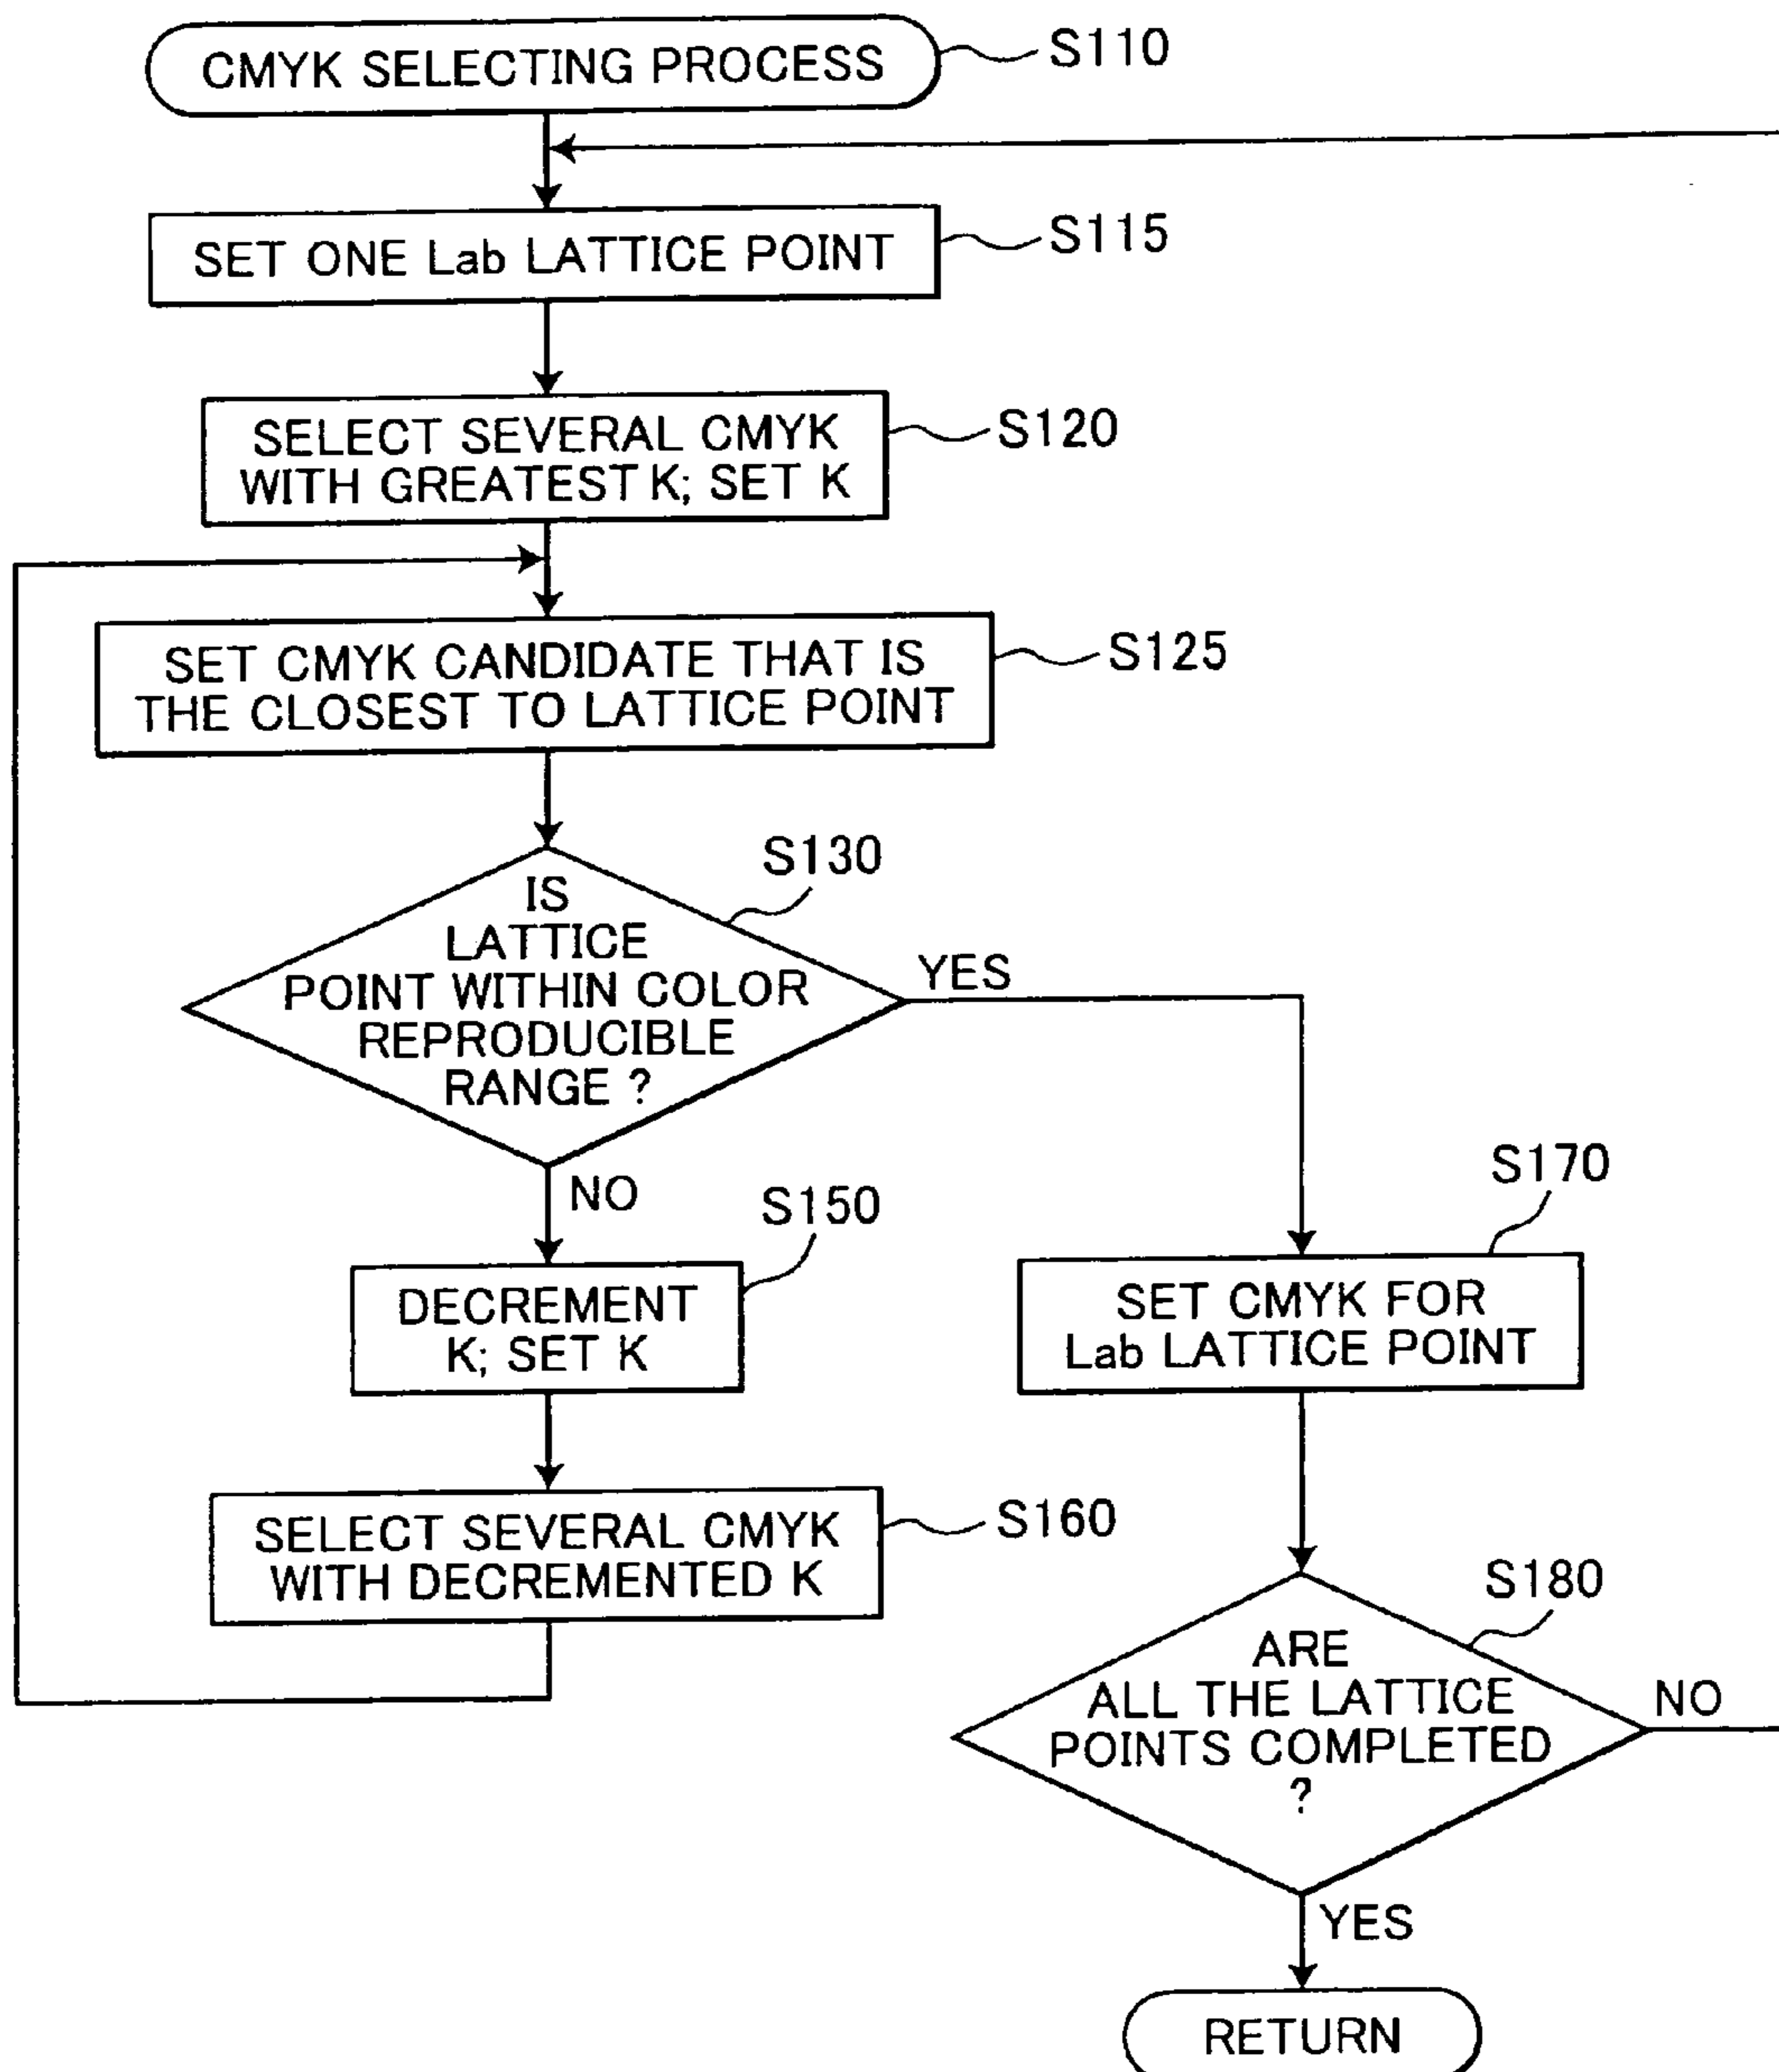 CMYK SELECTING PROCESS
S110
SET ONE Lab LATTICE POINT
S115
SELECT SEVERAL CMYK
WITH GREATEST K; SET K
S120
SET CMYK CANDIDATE THAT IS
THE CLOSEST TO LATTICE POINT
S125
S130
IS
LATTICE
POINT WITHIN COLOR
REPRODUCIBLE
RANGE ?
YES
NO
S150
DECREMENT
K; SET K
S170
SET CMYK FOR
Lab LATTICE POINT
SELECT SEVERAL CMYK
WITH DECREMENTED K
S160
S180
ARE
ALL THE LATTICE
POINTS COMPLETED
?
NO
YES
RETURN